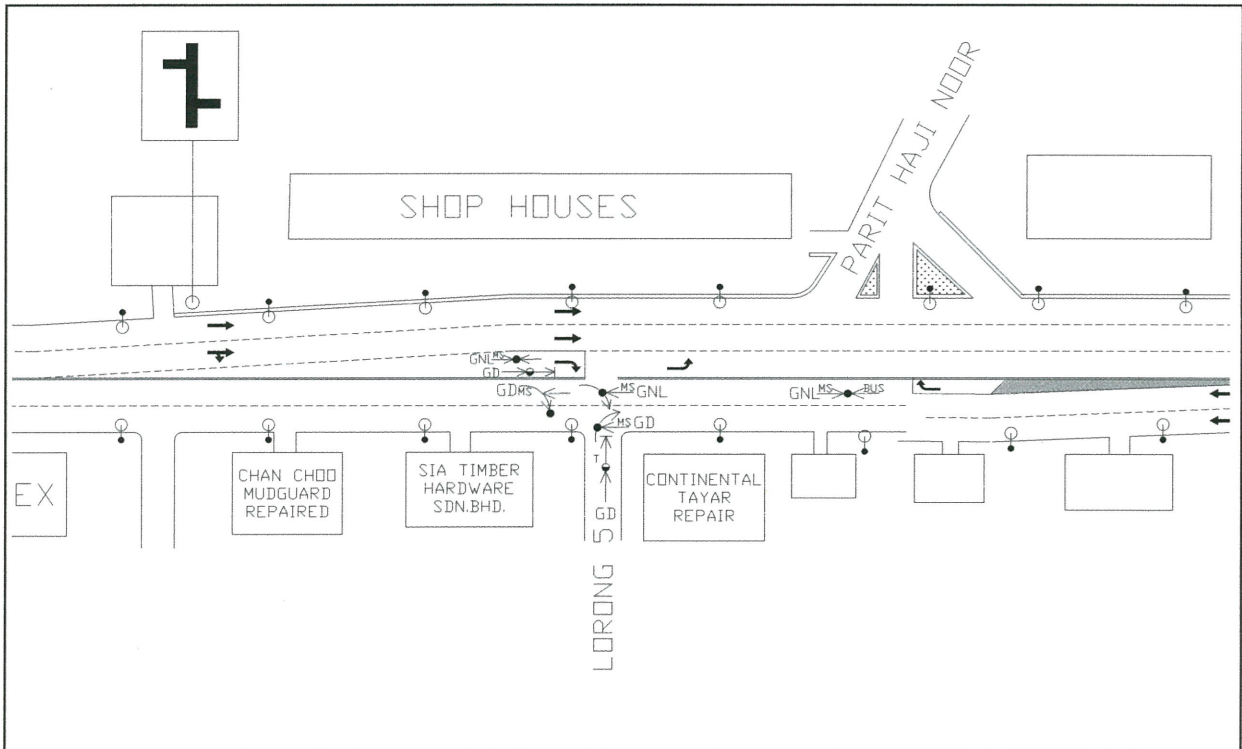 SHOP HOUSES
PARIT HAJI NOOR
GNL MS
GD
GD MS
MS GNL
GNL MS BUS
MS GD
T
GD
EX
CHAN CHOO
MUDGUARD
REPAIRED
SIA TIMBER
HARDWARE
SDN.BHD.
CONTINENTAL
TAYAR
REPAIR
LORONG 5